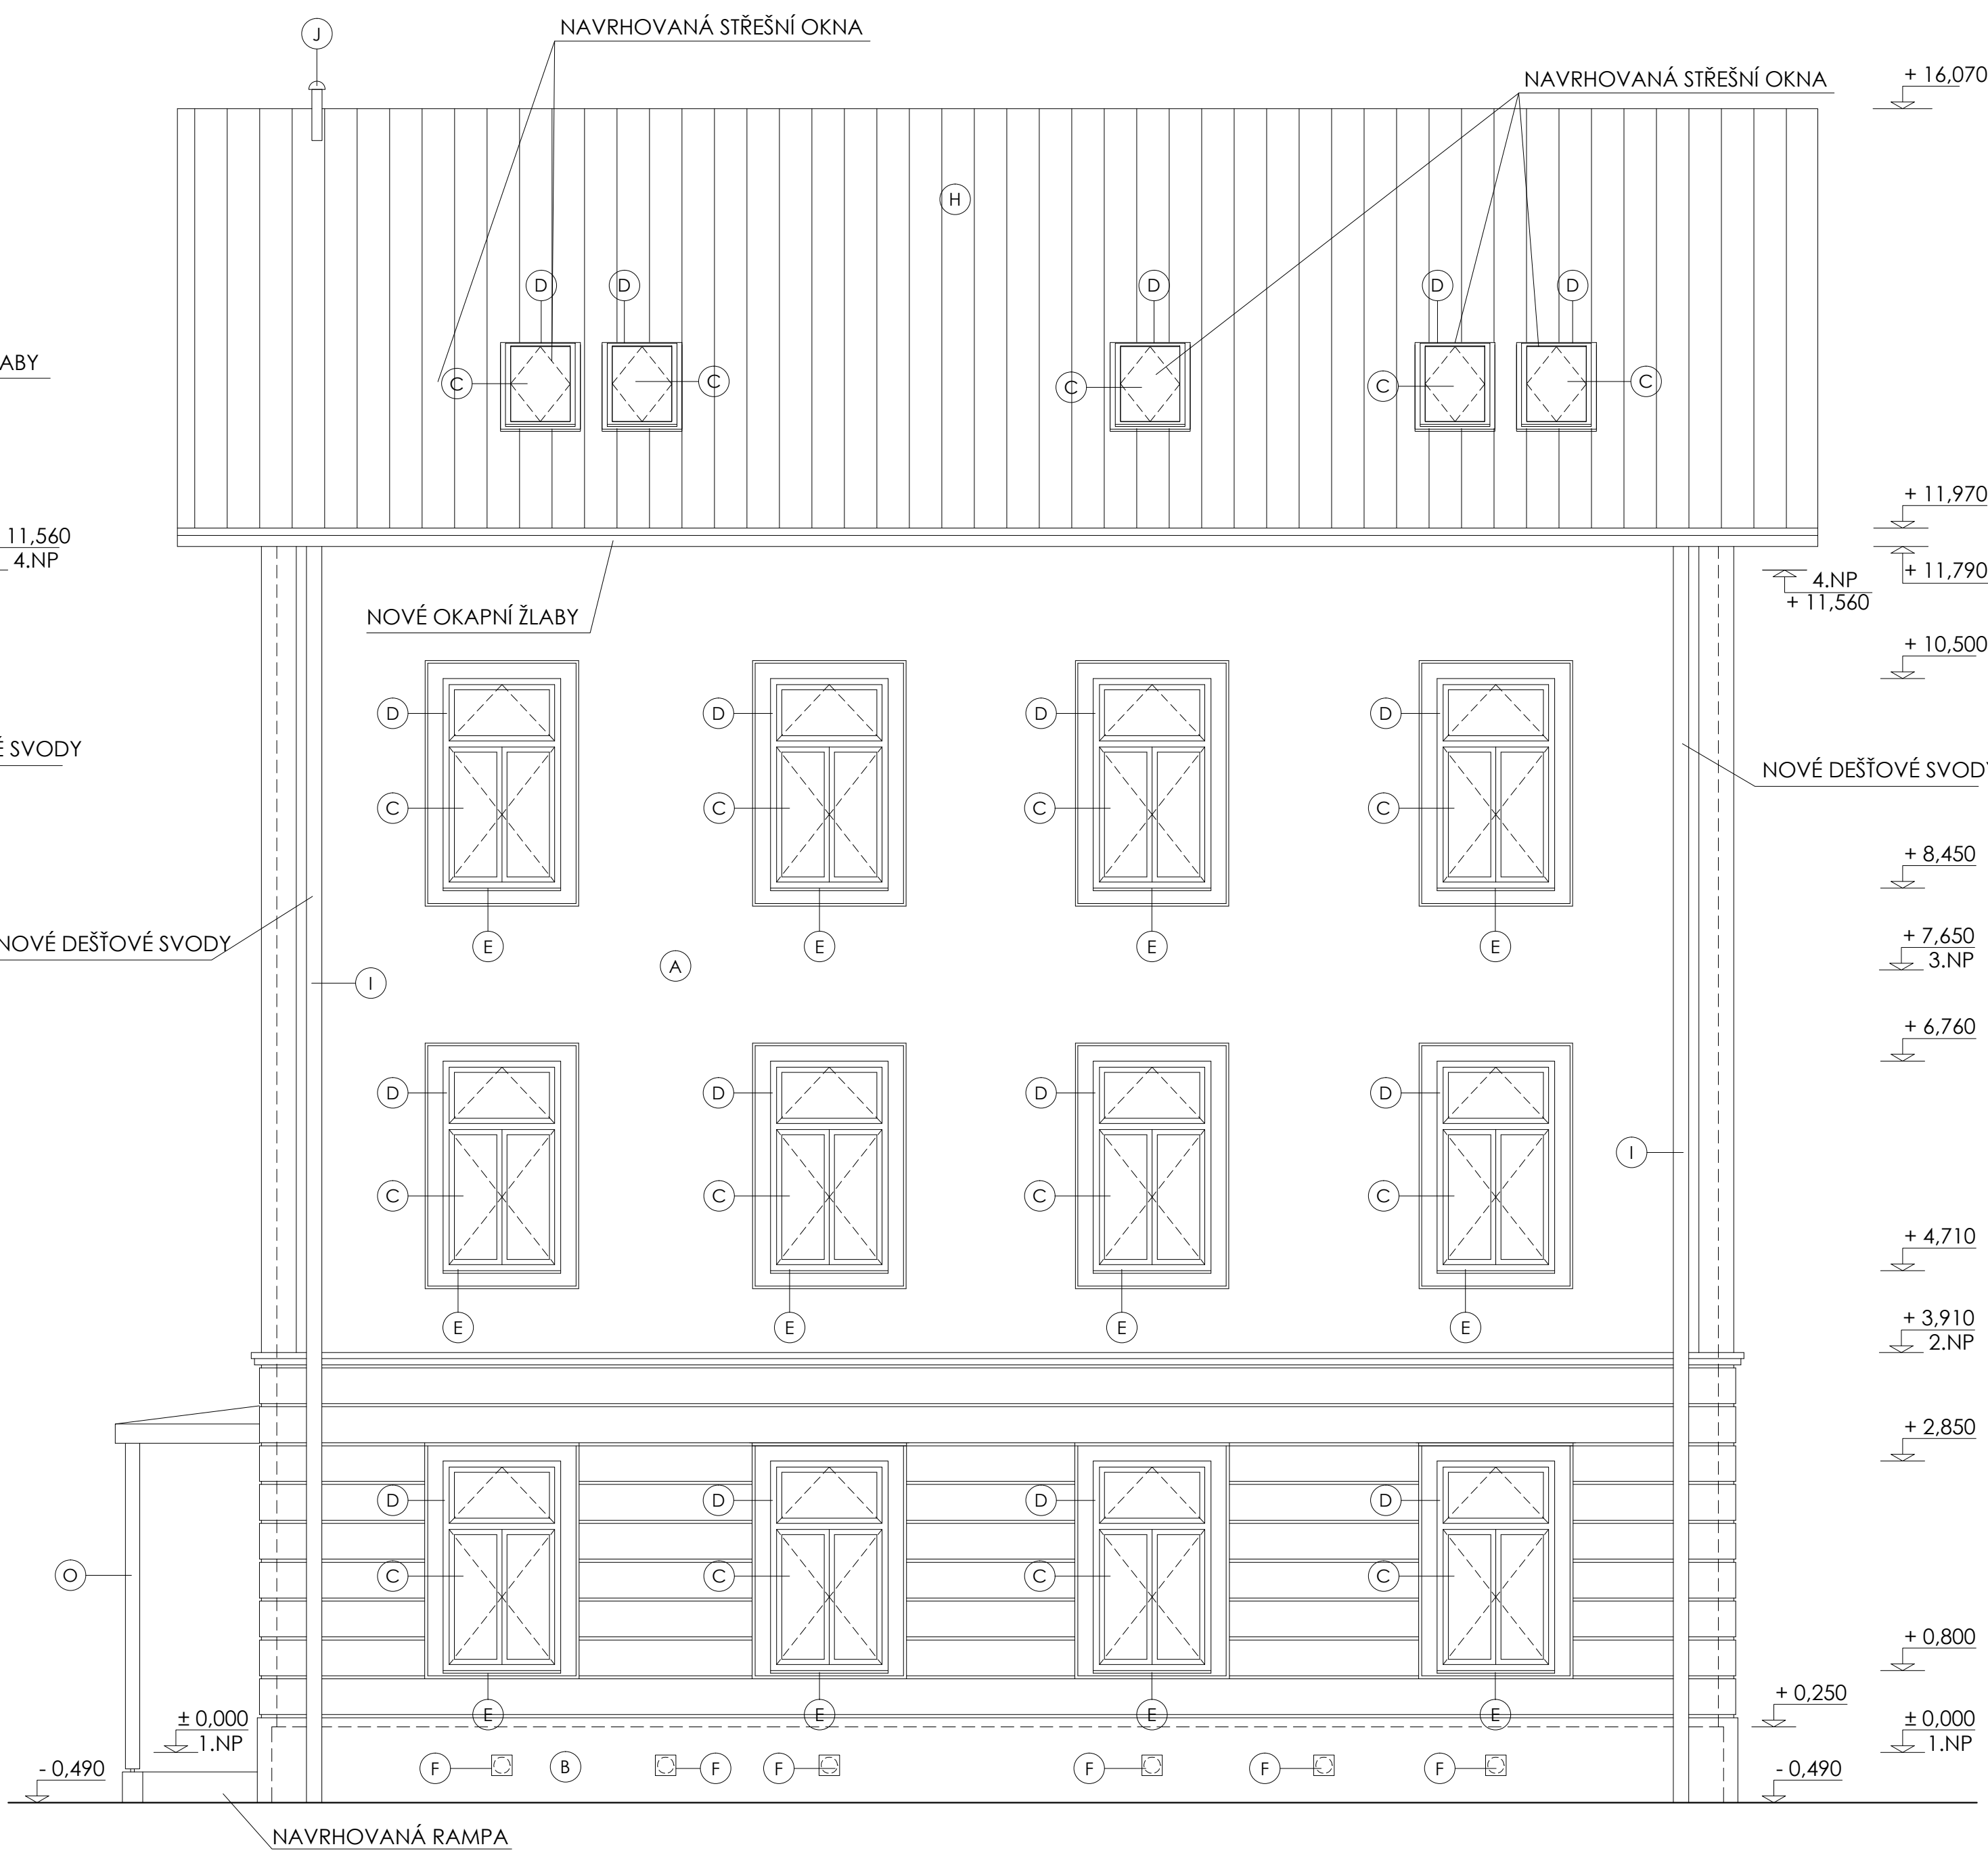 J
NAVRHOVANÁ STŘEŠNÍ OKNA
NAVRHOVANÁ STŘEŠNÍ OKNA
+ 16,070
H
D
D
D
D
D
C
C
C
C
C
ABY
+ 11,970
11,560
4.NP
+ 11,790
4.NP
+ 11,560
NOVÉ OKAPNÍ ŽLABY
+ 10,500
D
D
D
D
É SVODY
NOVÉ DEŠŤOVÉ SVODY
C
C
C
C
+ 8,450
NOVÉ DEŠŤOVÉ SVODY
E
E
E
E
+ 7,650
3.NP
A
I
+ 6,760
D
D
D
D
I
C
C
C
C
+ 4,710
E
E
E
E
+ 3,910
2.NP
+ 2,850
D
D
D
D
O
C
C
C
C
+ 0,800
E
E
E
E
+ 0,250
± 0,000
1.NP
± 0,000
1.NP
- 0,490
F
B
F
F
F
F
F
- 0,490
NAVRHOVANÁ RAMPA